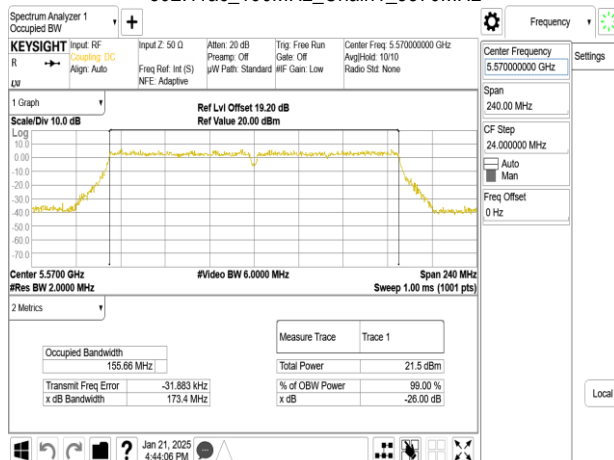 Spectrum Analyzer 1
Occupied BW
Frequency
KEYSIGHT
R
LXI
Input: RF
Coupling: DC
Align: Auto
Input Z: 50 Ω
Freq Ref: Int (S)
NFE: Adaptive
Atten: 20 dB
Preamp: Off
µW Path: Standard
Trig: Free Run
Gate: Off
#IF Gain: Low
Center Freq: 5.570000000 GHz
Avg|Hold: 10/10
Radio Std: None
Center Frequency
5.570000000 GHz
Settings
Span
240.00 MHz
CF Step
24.000000 MHz
Auto
Man
Freq Offset
0 Hz
Local
1 Graph
Scale/Div 10.0 dB
Ref Lvl Offset 19.20 dB
Ref Value 20.00 dBm
Log
10.0
0.00
-10.0
-20.0
-30.0
-40.0
-50.0
-60.0
-70.0
Center 5.5700 GHz
#Res BW 2.0000 MHz
#Video BW 6.0000 MHz
Span 240 MHz
Sweep 1.00 ms (1001 pts)
2 Metrics
Measure Trace Trace 1
Occupied Bandwidth
155.66 MHz
Total Power 21.5 dBm
Transmit Freq Error -31.883 kHz
% of OBW Power 99.00 %
x dB Bandwidth 173.4 MHz
x dB -26.00 dB
Jan 21, 2025
4:44:06 PM